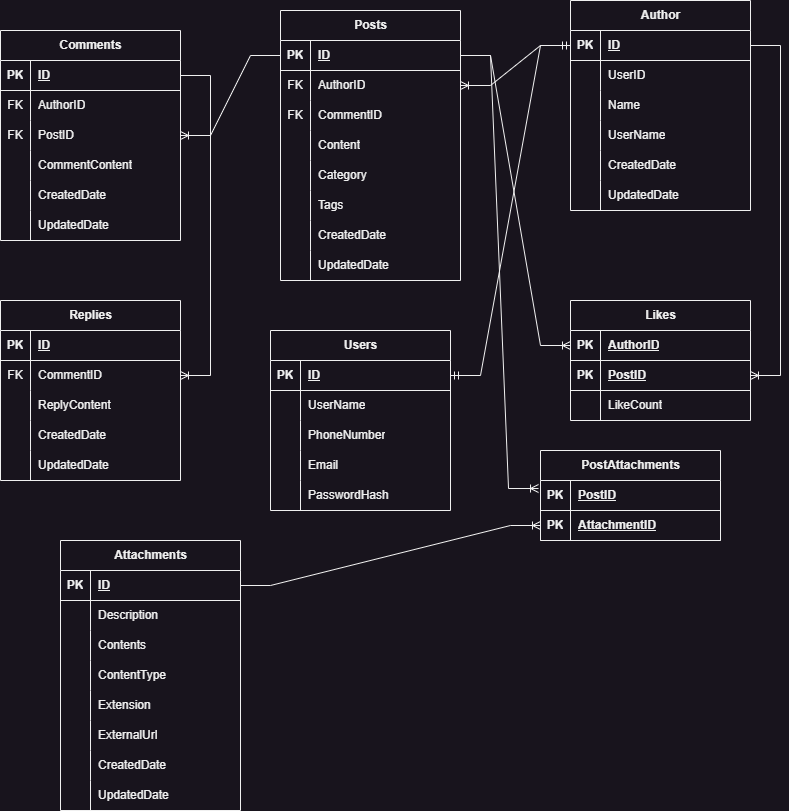 Comments
PK ID
FK AuthorID
FK PostID
CommentContent
CreatedDate
UpdatedDate
Posts
PK ID
FK AuthorID
FK CommentID
Content
Category
Tags
CreatedDate
UpdatedDate
Author
PK ID
UserID
Name
UserName
CreatedDate
UpdatedDate
Replies
PK ID
FK CommentID
ReplyContent
CreatedDate
UpdatedDate
Users
PK ID
UserName
PhoneNumber
Email
PasswordHash
Likes
PK AuthorID
PK PostID
LikeCount
PostAttachments
PK PostID
PK AttachmentID
Attachments
PK ID
Description
Contents
ContentType
Extension
ExternalUrl
CreatedDate
UpdatedDate